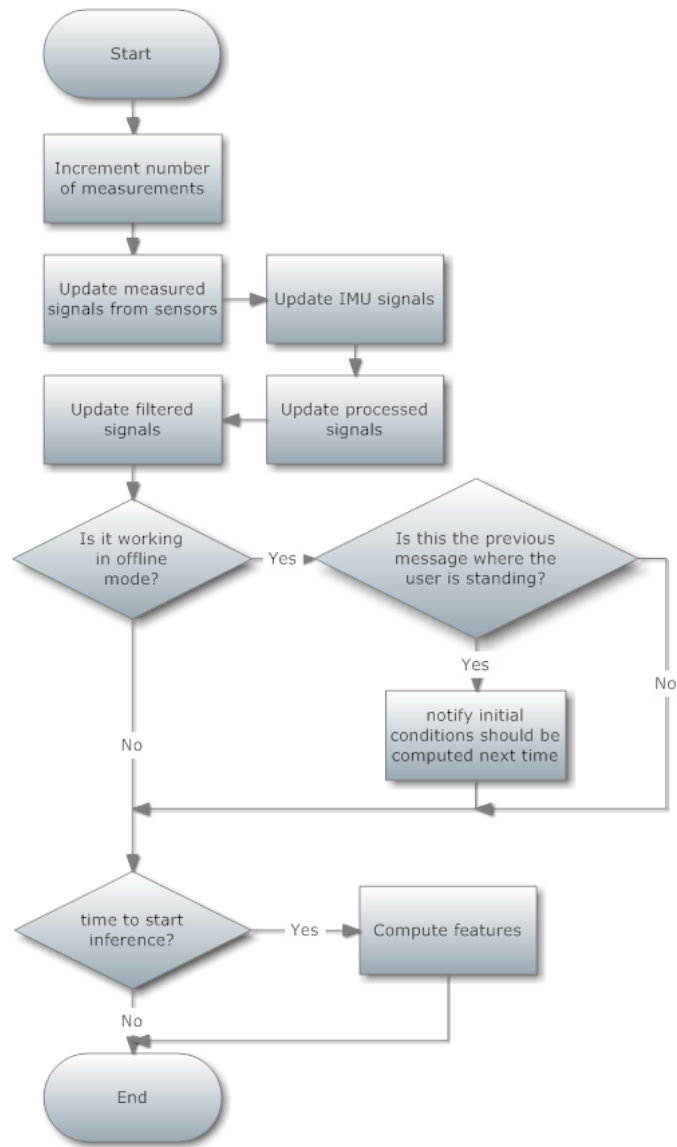 Start
Increment number
of measurements
Update measured
signals from sensors
Update IMU signals
Update filtered
signals
Update processed
signals
Is it working
in offline
mode?
Yes
Is this the previous
message where the
user is standing?
Yes
No
notify initial
conditions should be
computed next time
No
time to start
inference?
Yes
Compute features
No
End